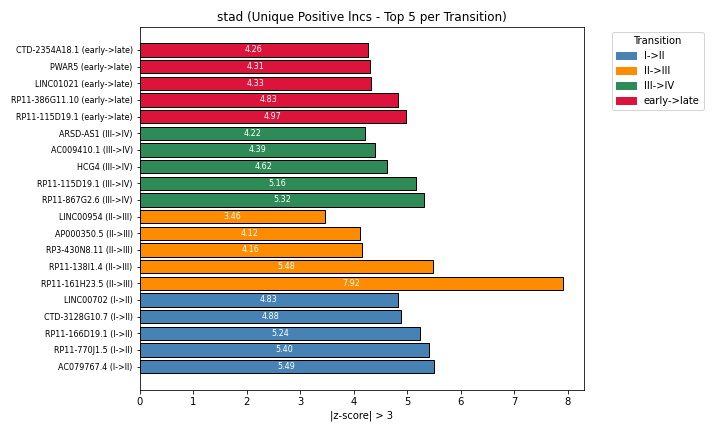 stad (Unique Positive lncs - Top 5 per Transition)
CTD-2354A18.1 (early->late) 4.26
PWAR5 (early->late) 4.31
LINC01021 (early->late) 4.33
RP11-386G11.10 (early->late) 4.83
RP11-115D19.1 (early->late) 4.97
ARSD-AS1 (III->IV) 4.22
AC009410.1 (III->IV) 4.39
HCG4 (III->IV) 4.62
RP11-115D19.1 (III->IV) 5.16
RP11-867G2.6 (III->IV) 5.32
LINC00954 (II->III) 3.46
AP000350.5 (II->III) 4.12
RP3-430N8.11 (II->III) 4.16
RP11-138I1.4 (II->III) 5.48
RP11-161H23.5 (II->III) 7.92
LINC00702 (I->II) 4.83
CTD-3128G10.7 (I->II) 4.88
RP11-166D19.1 (I->II) 5.24
RP11-770J1.5 (I->II) 5.40
AC079767.4 (I->II) 5.49
0 1 2 3 4 5 6 7 8
|z-score| > 3
Transition
I->II
II->III
III->IV
early->late